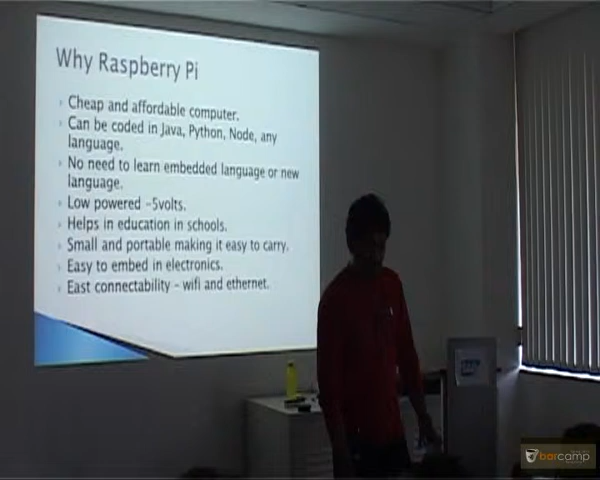 Why Raspberry Pi
Cheap and affordable computer.
Can be coded in Java, Python, Node, any
language.
No need to learn embedded language or new
language.
Low powered -5volts.
Helps in education in schools.
Small and portable making it easy to carry.
Easy to embed in electronics.
East connectability - wifi and ethernet.
SAP
barcamp